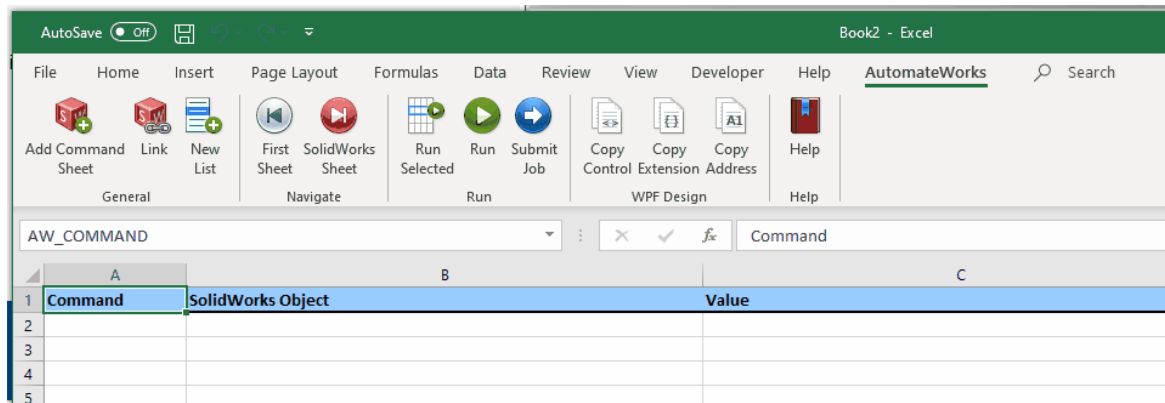 AutoSave Off Book2 - Excel
File Home Insert Page Layout Formulas Data Review View Developer Help AutomateWorks Search
Add Command Sheet Link New List First Sheet SolidWorks Sheet Run Selected Run Submit Job Copy Control Copy Extension Copy Address Help
General Navigate Run WPF Design Help
AW_COMMAND fx Command
A B C
1 Command SolidWorks Object Value
2
3
4
5